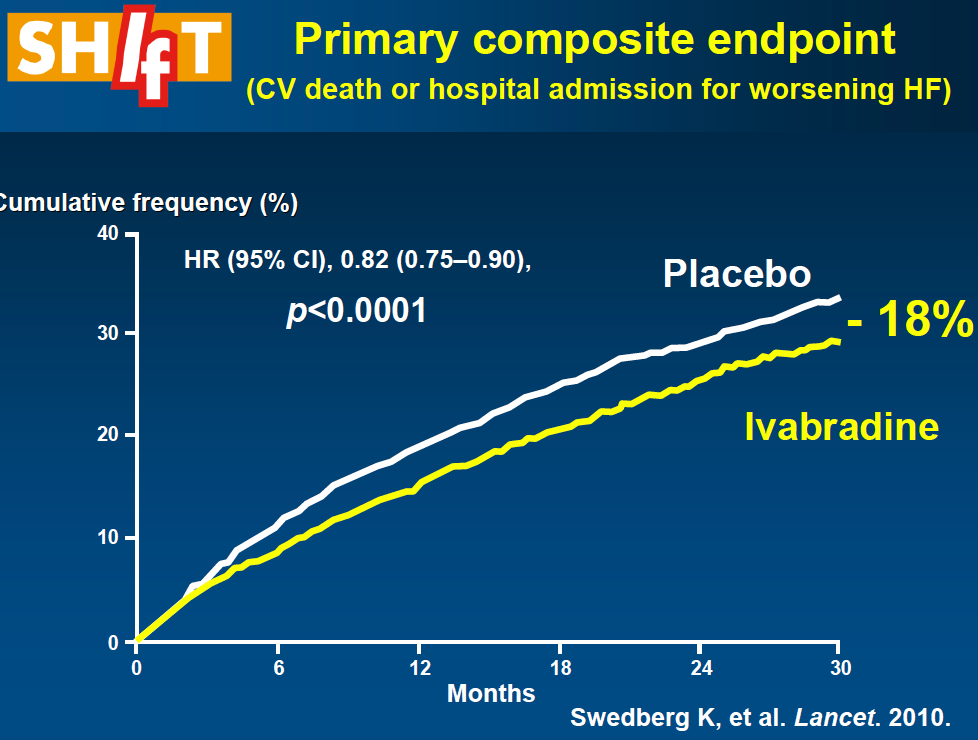 SHIfT
Primary composite endpoint
(CV death or hospital admission for worsening HF)
Cumulative frequency (%)
40
HR (95% CI), 0.82 (0.75–0.90),
p<0.0001
Placebo
- 18%
30
Ivabradine
20
10
0
0 6 12 18 24 30
Months
Swedberg K, et al. Lancet. 2010.